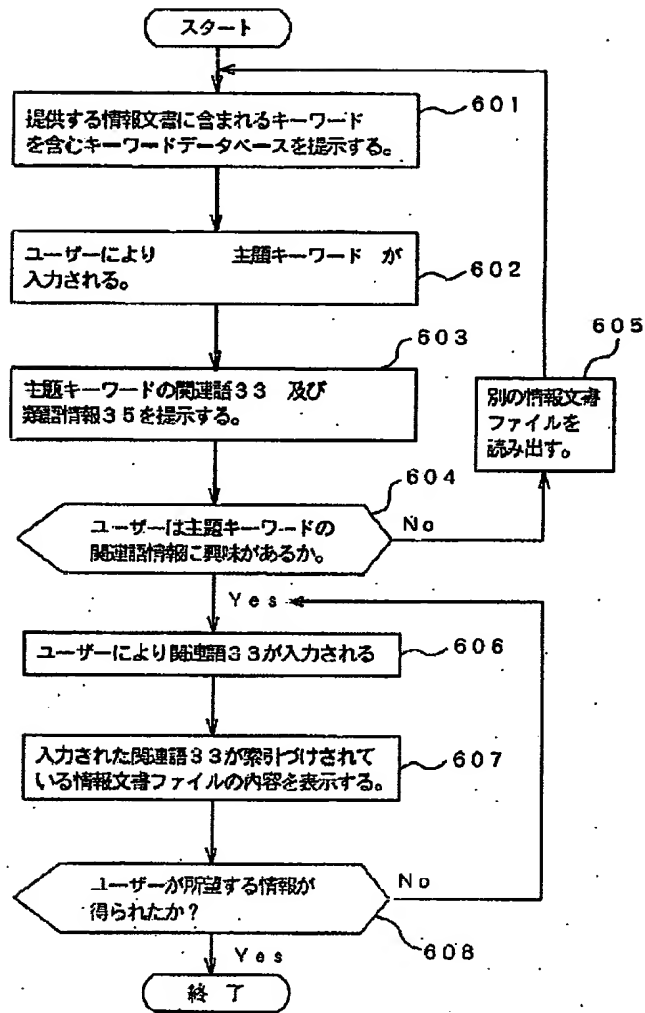 スタート
提供する情報文書に含まれるキーワード
を含むキーワードデータベースを提示する。
601
ユーザーにより 主題キーワード が
入力される。
602
603
主題キーワードの関連語33 及び
類語情報35を提示する。
605
別の情報文書
ファイルを
読み出す。
604
ユーザーは主題キーワードの
関連語情報に興味があるか。
No
Yes
ユーザーにより関連語33が入力される
606
入力された関連語33が索引づけされて
いる情報文書ファイルの内容を表示する。
607
ユーザーが所望する情報が
得られたか?
No
608
Yes
終了